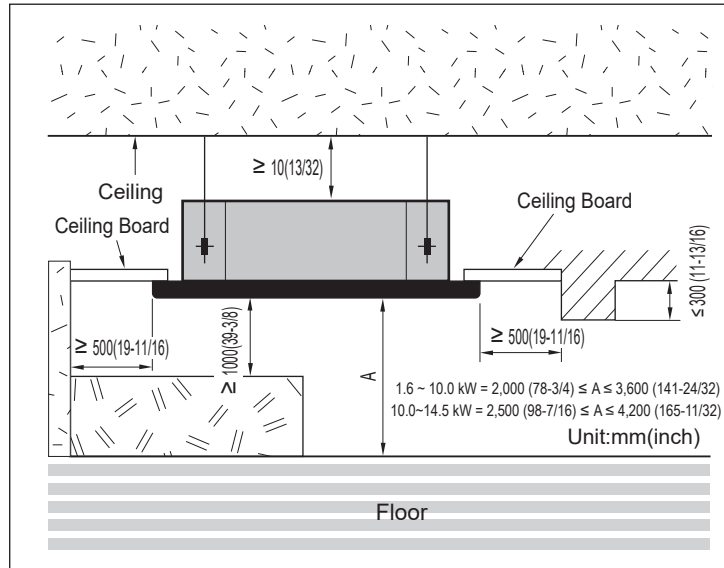 ≥ 10(13/32)
Ceiling
Ceiling Board
Ceiling Board
≤ 300 (11-13/16)
≥ 500(19-11/16)
≥ 1000(39-3/8)
A
≥ 500(19-11/16)
1.6 ~ 10.0 kW = 2,000 (78-3/4) ≤ A ≤ 3,600 (141-24/32)
10.0~14.5 kW = 2,500 (98-7/16) ≤ A ≤ 4,200 (165-11/32)
Unit:mm(inch)
Floor